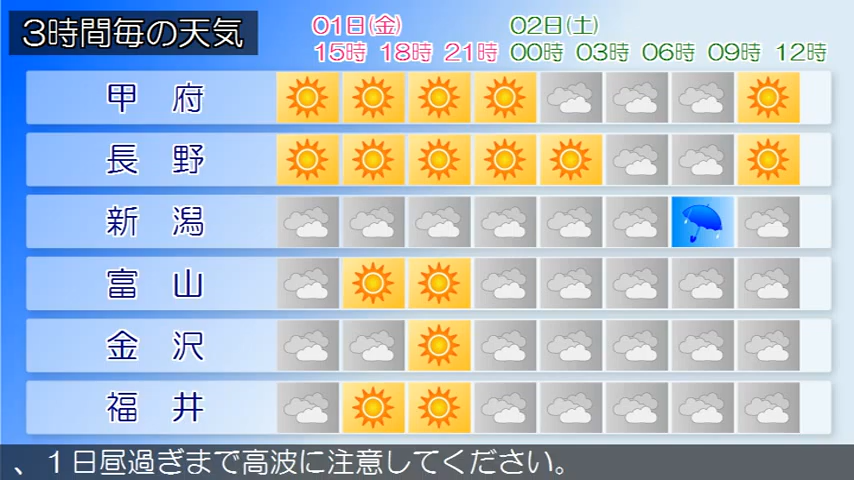 3時間毎の天気
01日(金) 02日(土)
15時 18時 21時 00時 03時 06時 09時 12時
甲 府
長 野
新 潟
富 山
金 沢
福 井
、1日昼過ぎまで高波に注意してください。